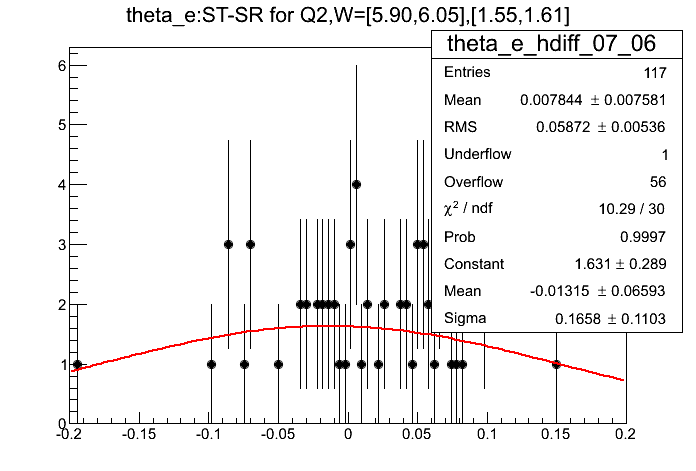 theta_e:ST-SR for Q2,W=[5.90,6.05],[1.55,1.61]
theta_e_hdiff_07_06
Entries 117
Mean 0.007844 ± 0.007581
RMS 0.05872 ± 0.00536
Underflow 1
Overflow 56
χ² / ndf 10.29 / 30
Prob 0.9997
Constant 1.631 ± 0.289
Mean -0.01315 ± 0.06593
Sigma 0.1658 ± 0.1103
6
5
4
3
2
1
0
-0.2 -0.15 -0.1 -0.05 0 0.05 0.1 0.15 0.2